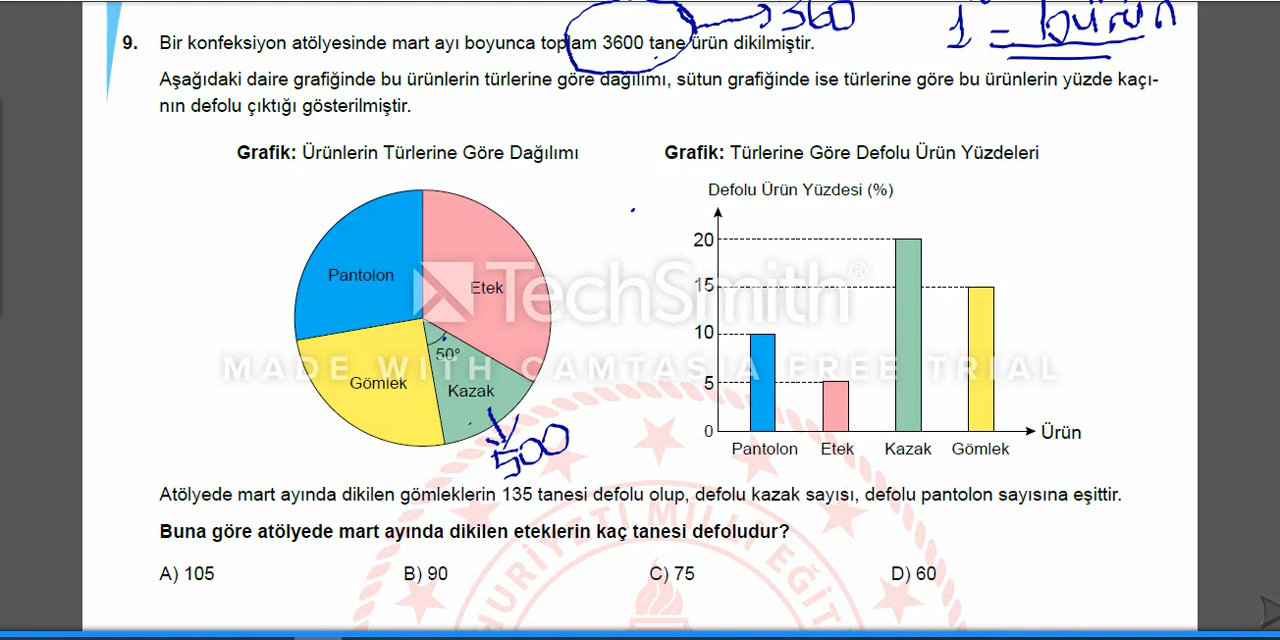 360
1° = 10 ürün
9. Bir konfeksiyon atölyesinde mart ayı boyunca toplam 3600 tane ürün dikilmiştir.
Aşağıdaki daire grafiğinde bu ürünlerin türlerine göre dağılımı, sütun grafiğinde ise türlerine göre bu ürünlerin yüzde kaçı-
nın defolu çıktığı gösterilmiştir.
Grafik: Ürünlerin Türlerine Göre Dağılımı
Grafik: Türlerine Göre Defolu Ürün Yüzdeleri
Pantolon
Etek
50°
Gömlek
Kazak
500
Defolu Ürün Yüzdesi (%)
20
15
10
5
0
Pantolon Etek Kazak Gömlek
Ürün
TechSmith®
MADE WITH CAMTASIA FREE TRIAL
Atölyede mart ayında dikilen gömleklerin 135 tanesi defolu olup, defolu kazak sayısı, defolu pantolon sayısına eşittir.
Buna göre atölyede mart ayında dikilen eteklerin kaç tanesi defoludur?
A) 105 B) 90 C) 75 D) 60